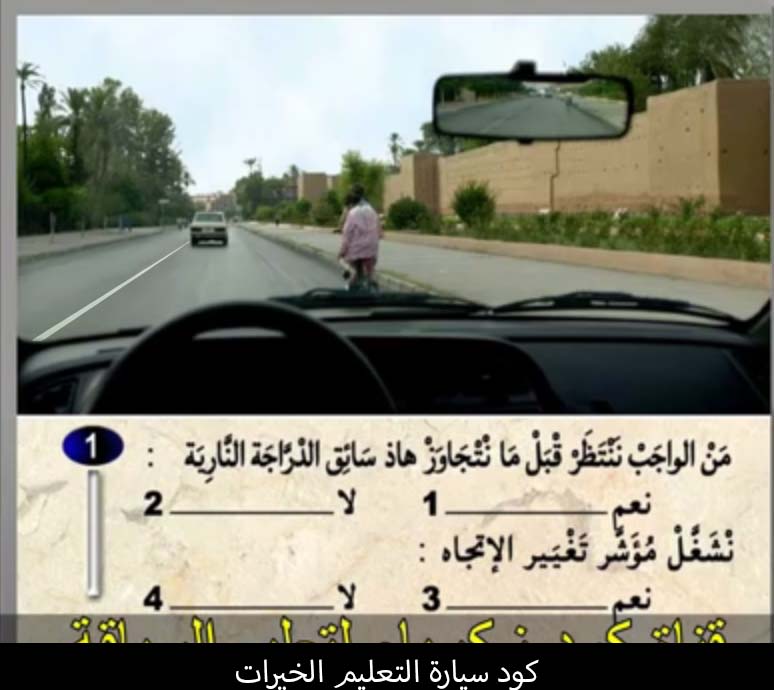 1
مَنْ الواجَبْ نَنْتَظَرْ قْبَلْ مَا نْتْجَاوَزْ هاذ سَائِق الدْرَّاجَة النَّارِيَة :
نعم 1 لا 2
نْشَغَّلْ مُؤَشَّر تَغْيَير الإتجاه :
نعم 3 لا 4
كود سيارة التعليم الخيرات